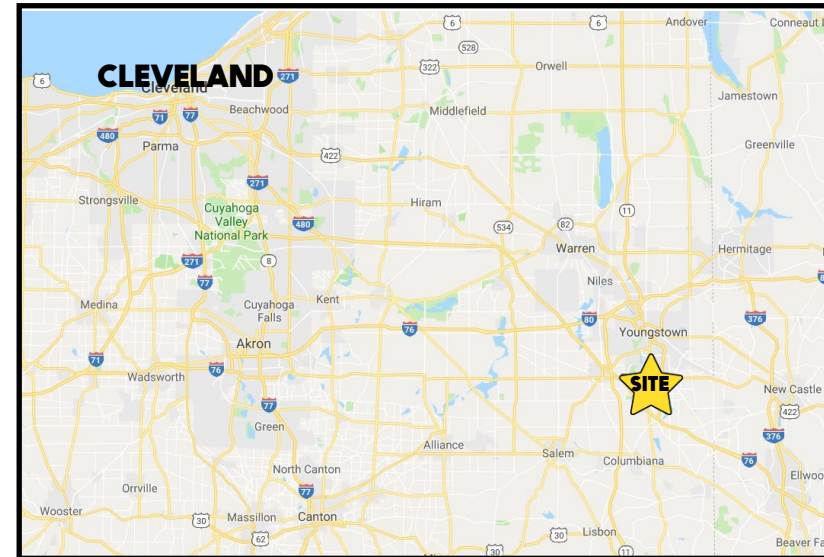 6
6
Andover
Conneaut L
528
322
Orwell
CLEVELAND
271
Cleveland
6
Jamestown
Beachwood
Middlefield
71
77
480
Parma
Greenville
422
271
Strongsville
Hiram
Cuyahoga
Valley
National Park
11
480
534
82
Warren
Hermitage
271
8
77
Niles
Medina
Cuyahoga
Falls
Kent
80
376
76
Youngstown
Akron
71
76
Wadsworth
SITE
New Castle
77
422
Green
376
Alliance
Salem
Columbiana
76
North Canton
Ellwoo
Orrville
77
Wooster
30
Massillon
Canton
62
30
Lisbon
30
11
Beaver Fa